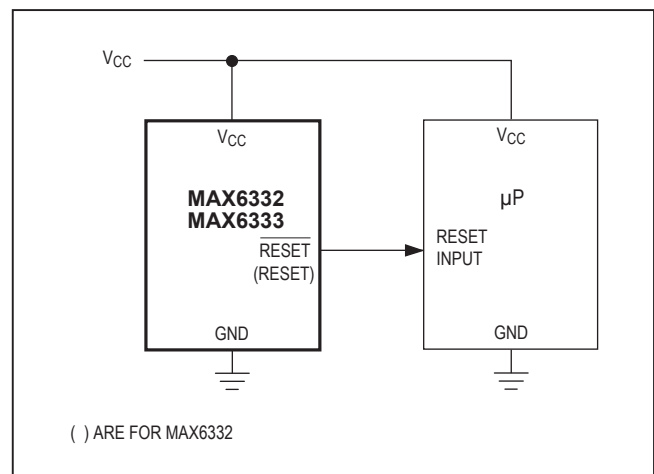 VCC
VCC
MAX6332
MAX6333
RESET
(RESET)
GND
VCC
µP
RESET
INPUT
GND
( ) ARE FOR MAX6332